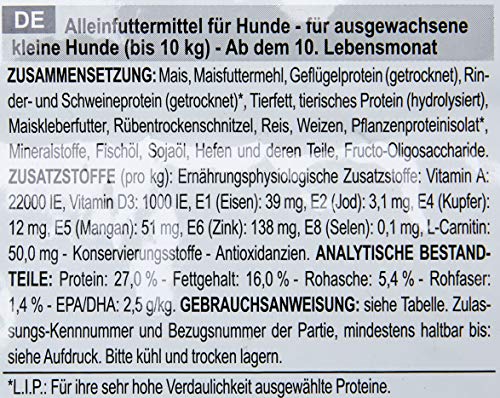 DE Alleinfuttermittel für Hunde - für ausgewachsene
kleine Hunde (bis 10 kg) - Ab dem 10. Lebensmonat
ZUSAMMENSETZUNG: Mais, Maisfuttermehl, Geflügelprotein (getrocknet), Rin-
der- und Schweineprotein (getrocknet)*, Tierfett, tierisches Protein (hydrolysiert),
Maiskleberfutter, Rübentrockenschnitzel, Reis, Weizen, Pflanzenproteinisolat*,
Mineralstoffe, Fischöl, Sojaöl, Hefen und deren Teile, Fructo-Oligosaccharide.
ZUSATZSTOFFE (pro kg): Ernährungsphysiologische Zusatzstoffe: Vitamin A:
22000 IE, Vitamin D3: 1000 IE, E1 (Eisen): 39 mg, E2 (Jod): 3,1 mg, E4 (Kupfer):
12 mg, E5 (Mangan): 51 mg, E6 (Zink): 138 mg, E8 (Selen): 0,1 mg, L-Carnitin:
50,0 mg - Konservierungsstoffe - Antioxidanzien. ANALYTISCHE BESTAND-
TEILE: Protein: 27,0 % - Fettgehalt: 16,0 % - Rohasche: 5,4 % - Rohfaser:
1,4 % - EPA/DHA: 2,5 g/kg. GEBRAUCHSANWEISUNG: siehe Tabelle. Zulas-
sungs-Kennnummer und Bezugsnummer der Partie, mindestens haltbar bis:
siehe Aufdruck. Bitte kühl und trocken lagern.
*L.I.P.: Für ihre sehr hohe Verdaulichkeit ausgewählte Proteine.